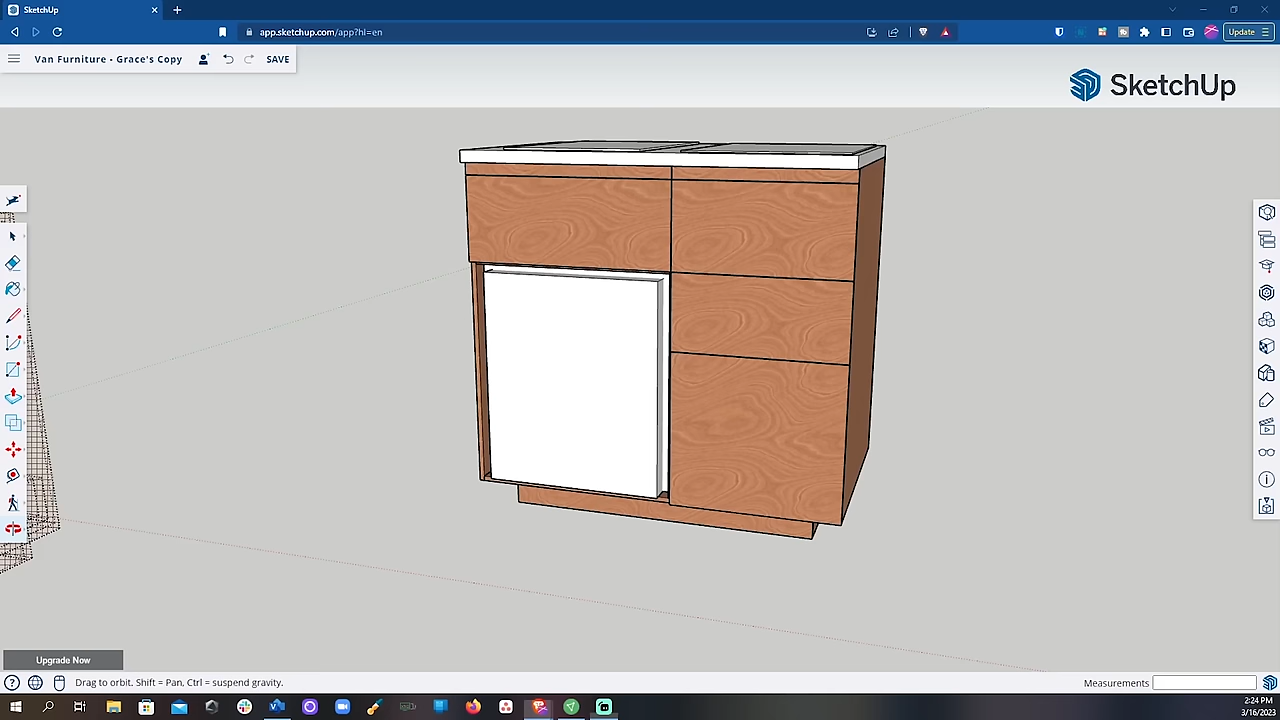 SketchUp
app.sketchup.com/app?hl=en
Update
Van Furniture - Grace's Copy
SAVE
SketchUp
Upgrade Now
Drag to orbit. Shift = Pan, Ctrl = suspend gravity.
Measurements
2:24 PM
3/16/2023